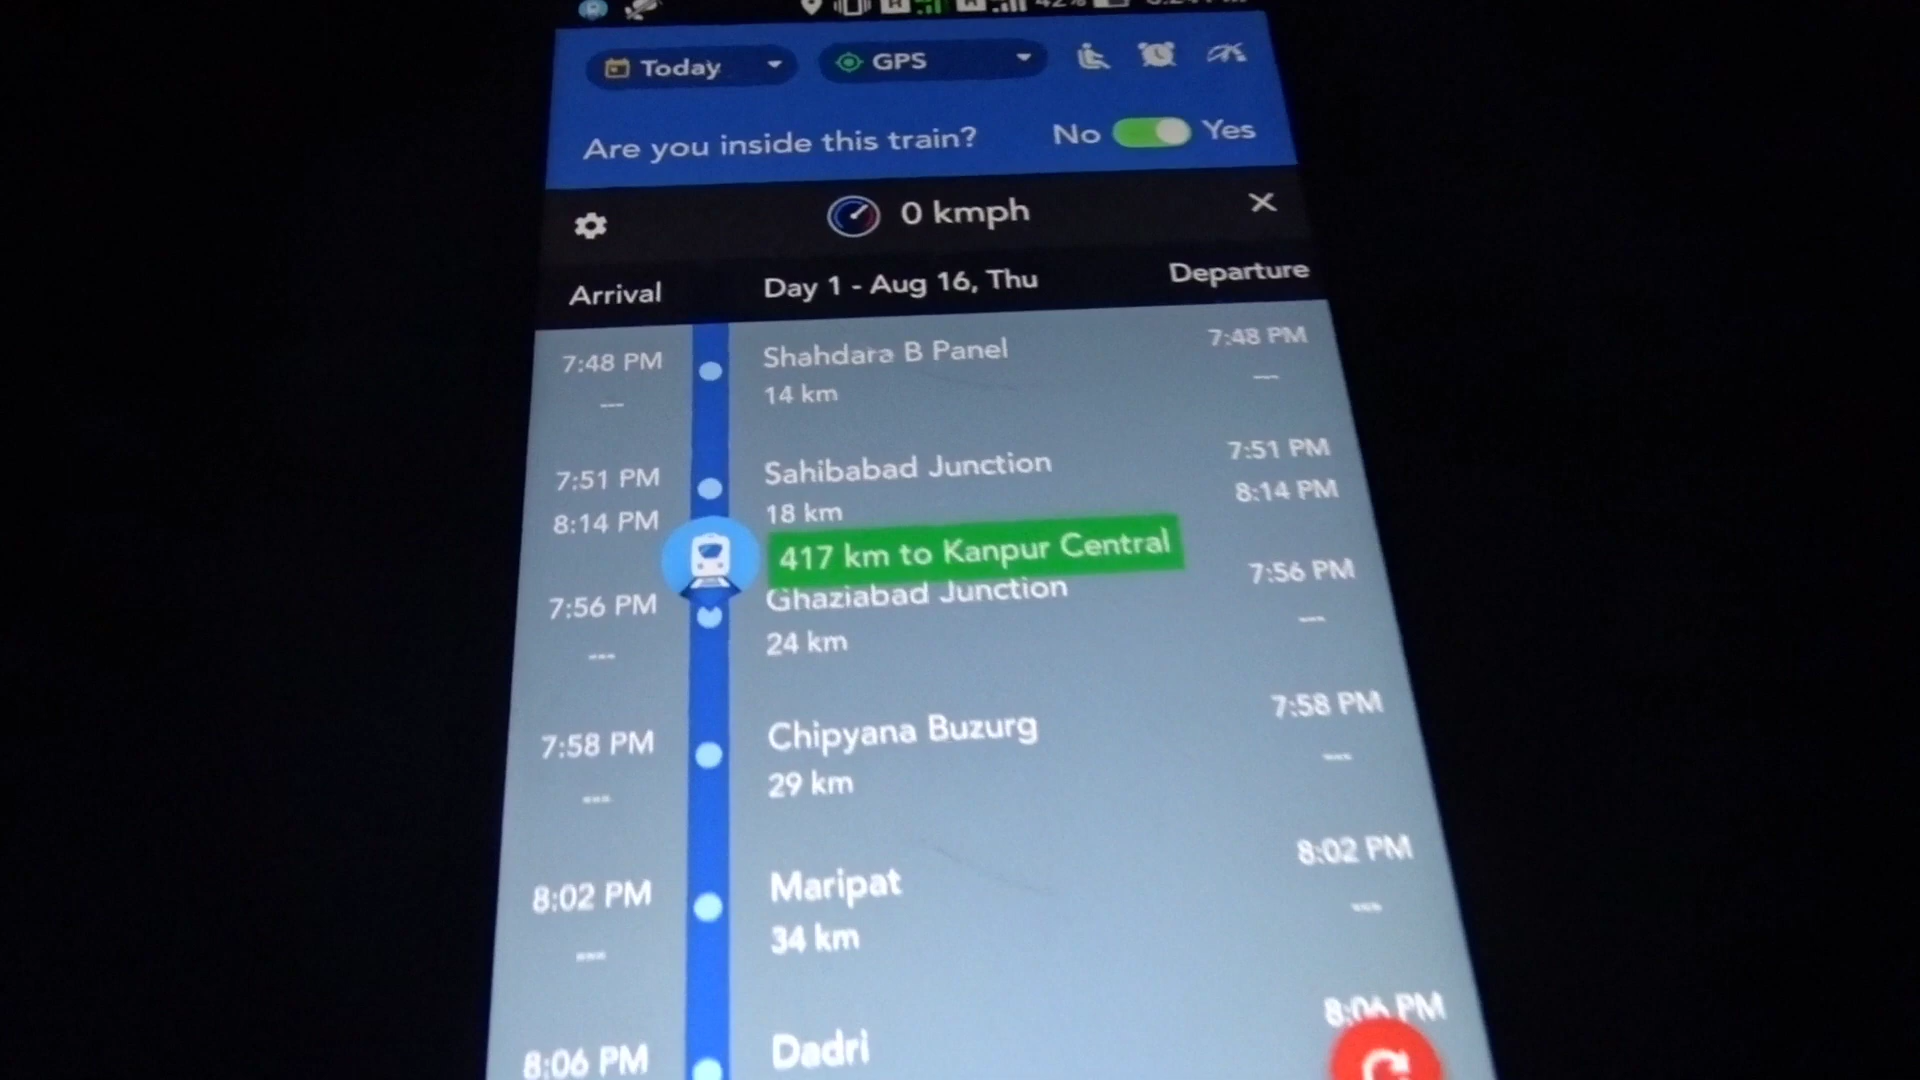 Today GPS
Are you inside this train? No Yes
0 kmph
Arrival Day 1 - Aug 16, Thu Departure
7:48 PM Shahdara B Panel 7:48 PM
--- 14 km ---
7:51 PM Sahibabad Junction 7:51 PM
8:14 PM 18 km 8:14 PM
417 km to Kanpur Central
7:56 PM Ghaziabad Junction 7:56 PM
--- 24 km ---
7:58 PM Chipyana Buzurg 7:58 PM
--- 29 km ---
8:02 PM Maripat 8:02 PM
--- 34 km ---
8:06 PM Dadri 8:06 PM